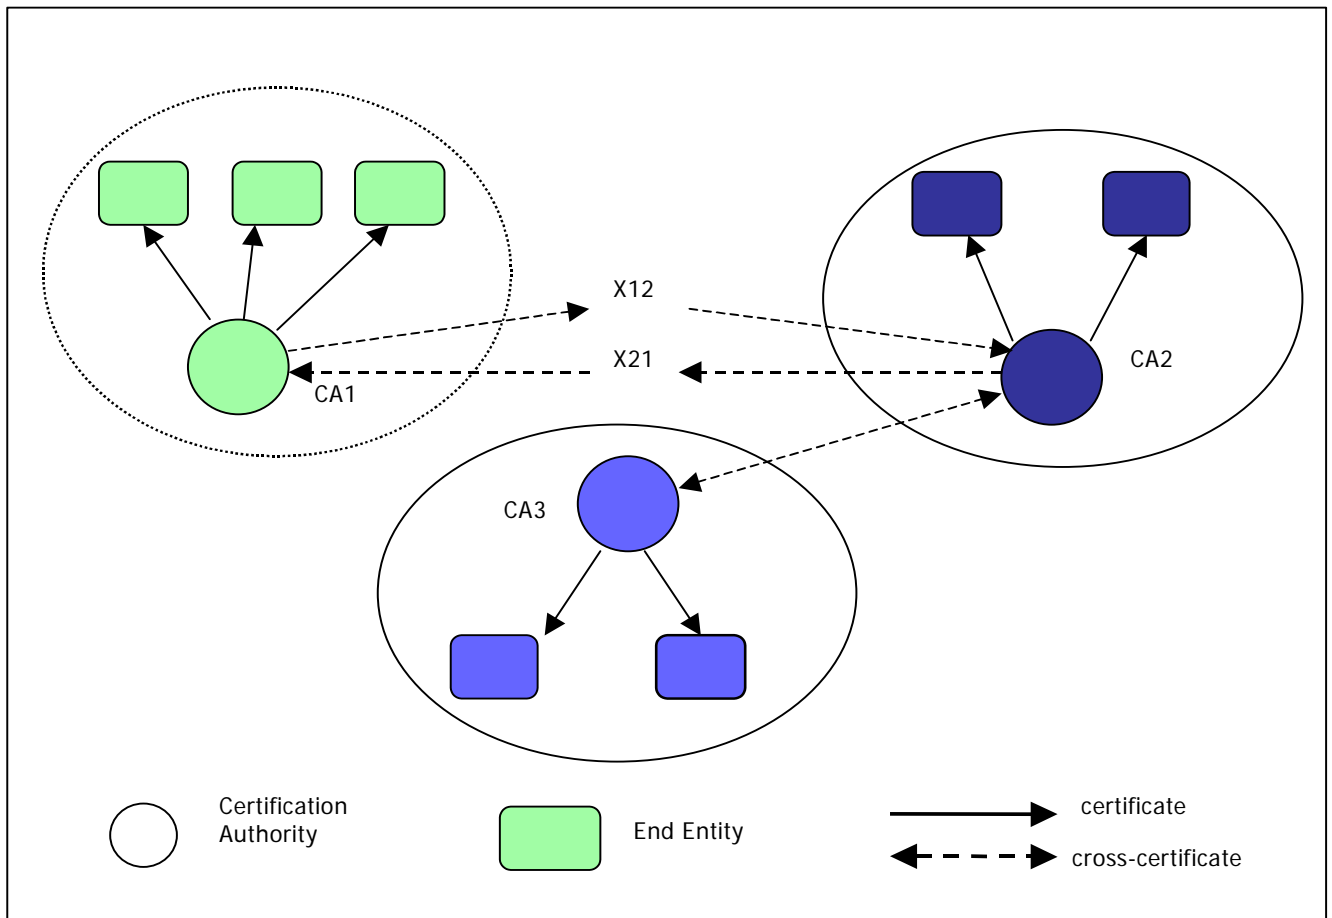 X12
X21
CA1
CA2
CA3
Certification
Authority
End Entity
certificate
cross-certificate